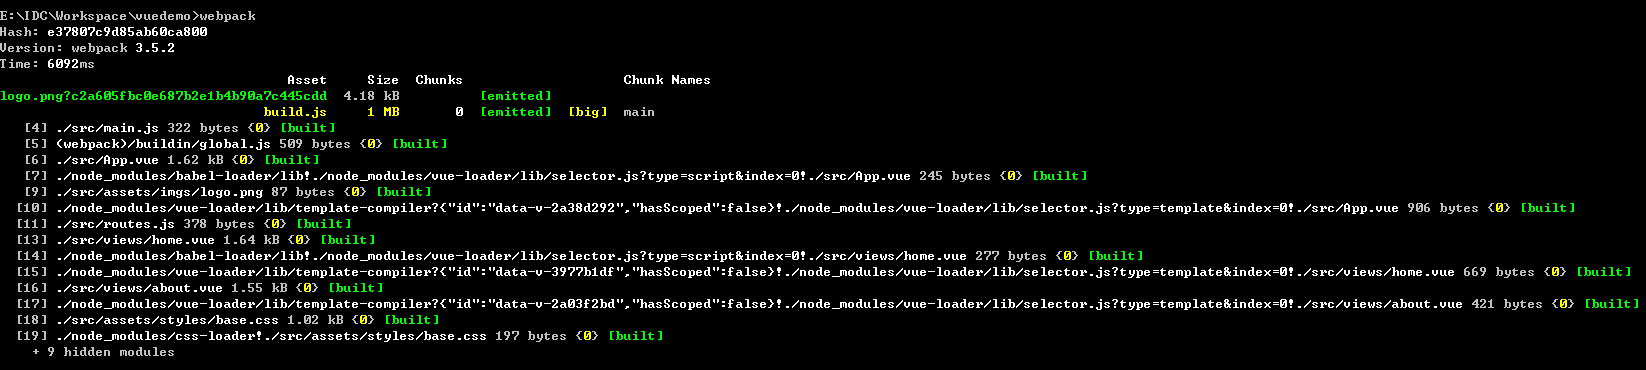 E:\IDC\Workspace\vuedemo>webpack
Hash: e37807c9d85ab60ca800
Version: webpack 3.5.2
Time: 6092ms
Asset Size Chunks Chunk Names
logo.png?c2a605fbc0e687b2e1b4b90a7c445cdd 4.18 kB [emitted]
build.js 1 MB 0 [emitted] [big] main
[4] ./src/main.js 322 bytes {0} [built]
[5] (webpack)/buildin/global.js 509 bytes {0} [built]
[6] ./src/App.vue 1.62 kB {0} [built]
[7] ./node_modules/babel-loader/lib!./node_modules/vue-loader/lib/selector.js?type=script&index=0!./src/App.vue 245 bytes {0} [built]
[9] ./src/assets/imgs/logo.png 87 bytes {0} [built]
[10] ./node_modules/vue-loader/lib/template-compiler?{"id":"data-v-2a38d292","hasScoped":false}!./node_modules/vue-loader/lib/selector.js?type=template&index=0!./src/App.vue 906 bytes {0} [built]
[11] ./src/routes.js 378 bytes {0} [built]
[13] ./src/views/home.vue 1.64 kB {0} [built]
[14] ./node_modules/babel-loader/lib!./node_modules/vue-loader/lib/selector.js?type=script&index=0!./src/views/home.vue 277 bytes {0} [built]
[15] ./node_modules/vue-loader/lib/template-compiler?{"id":"data-v-3977b1df","hasScoped":false}!./node_modules/vue-loader/lib/selector.js?type=template&index=0!./src/views/home.vue 669 bytes {0} [built]
[16] ./src/views/about.vue 1.55 kB {0} [built]
[17] ./node_modules/vue-loader/lib/template-compiler?{"id":"data-v-2a03f2bd","hasScoped":false}!./node_modules/vue-loader/lib/selector.js?type=template&index=0!./src/views/about.vue 421 bytes {0} [built]
[18] ./src/assets/styles/base.css 1.02 kB {0} [built]
[19] ./node_modules/css-loader!./src/assets/styles/base.css 197 bytes {0} [built]
+ 9 hidden modules